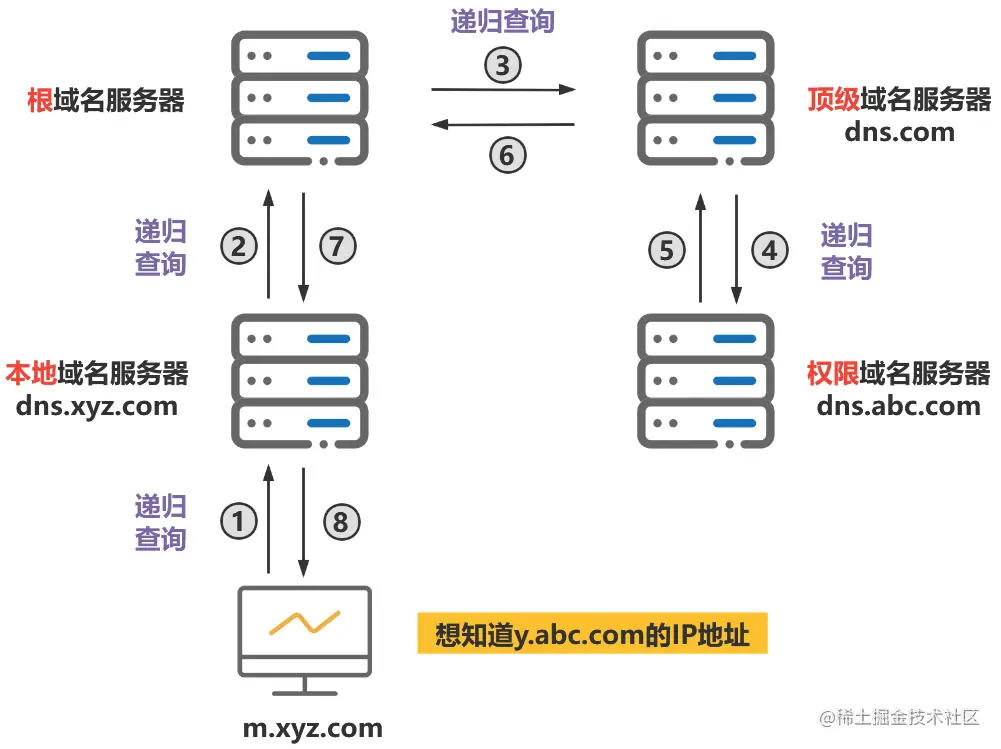 递归查询
③
根域名服务器
顶级域名服务器
dns.com
⑥
递归
查询
②
⑦
⑤
④
递归
查询
本地域名服务器
dns.xyz.com
权限域名服务器
dns.abc.com
递归
查询
①
⑧
想知道y.abc.com的IP地址
m.xyz.com
@稀土掘金技术社区